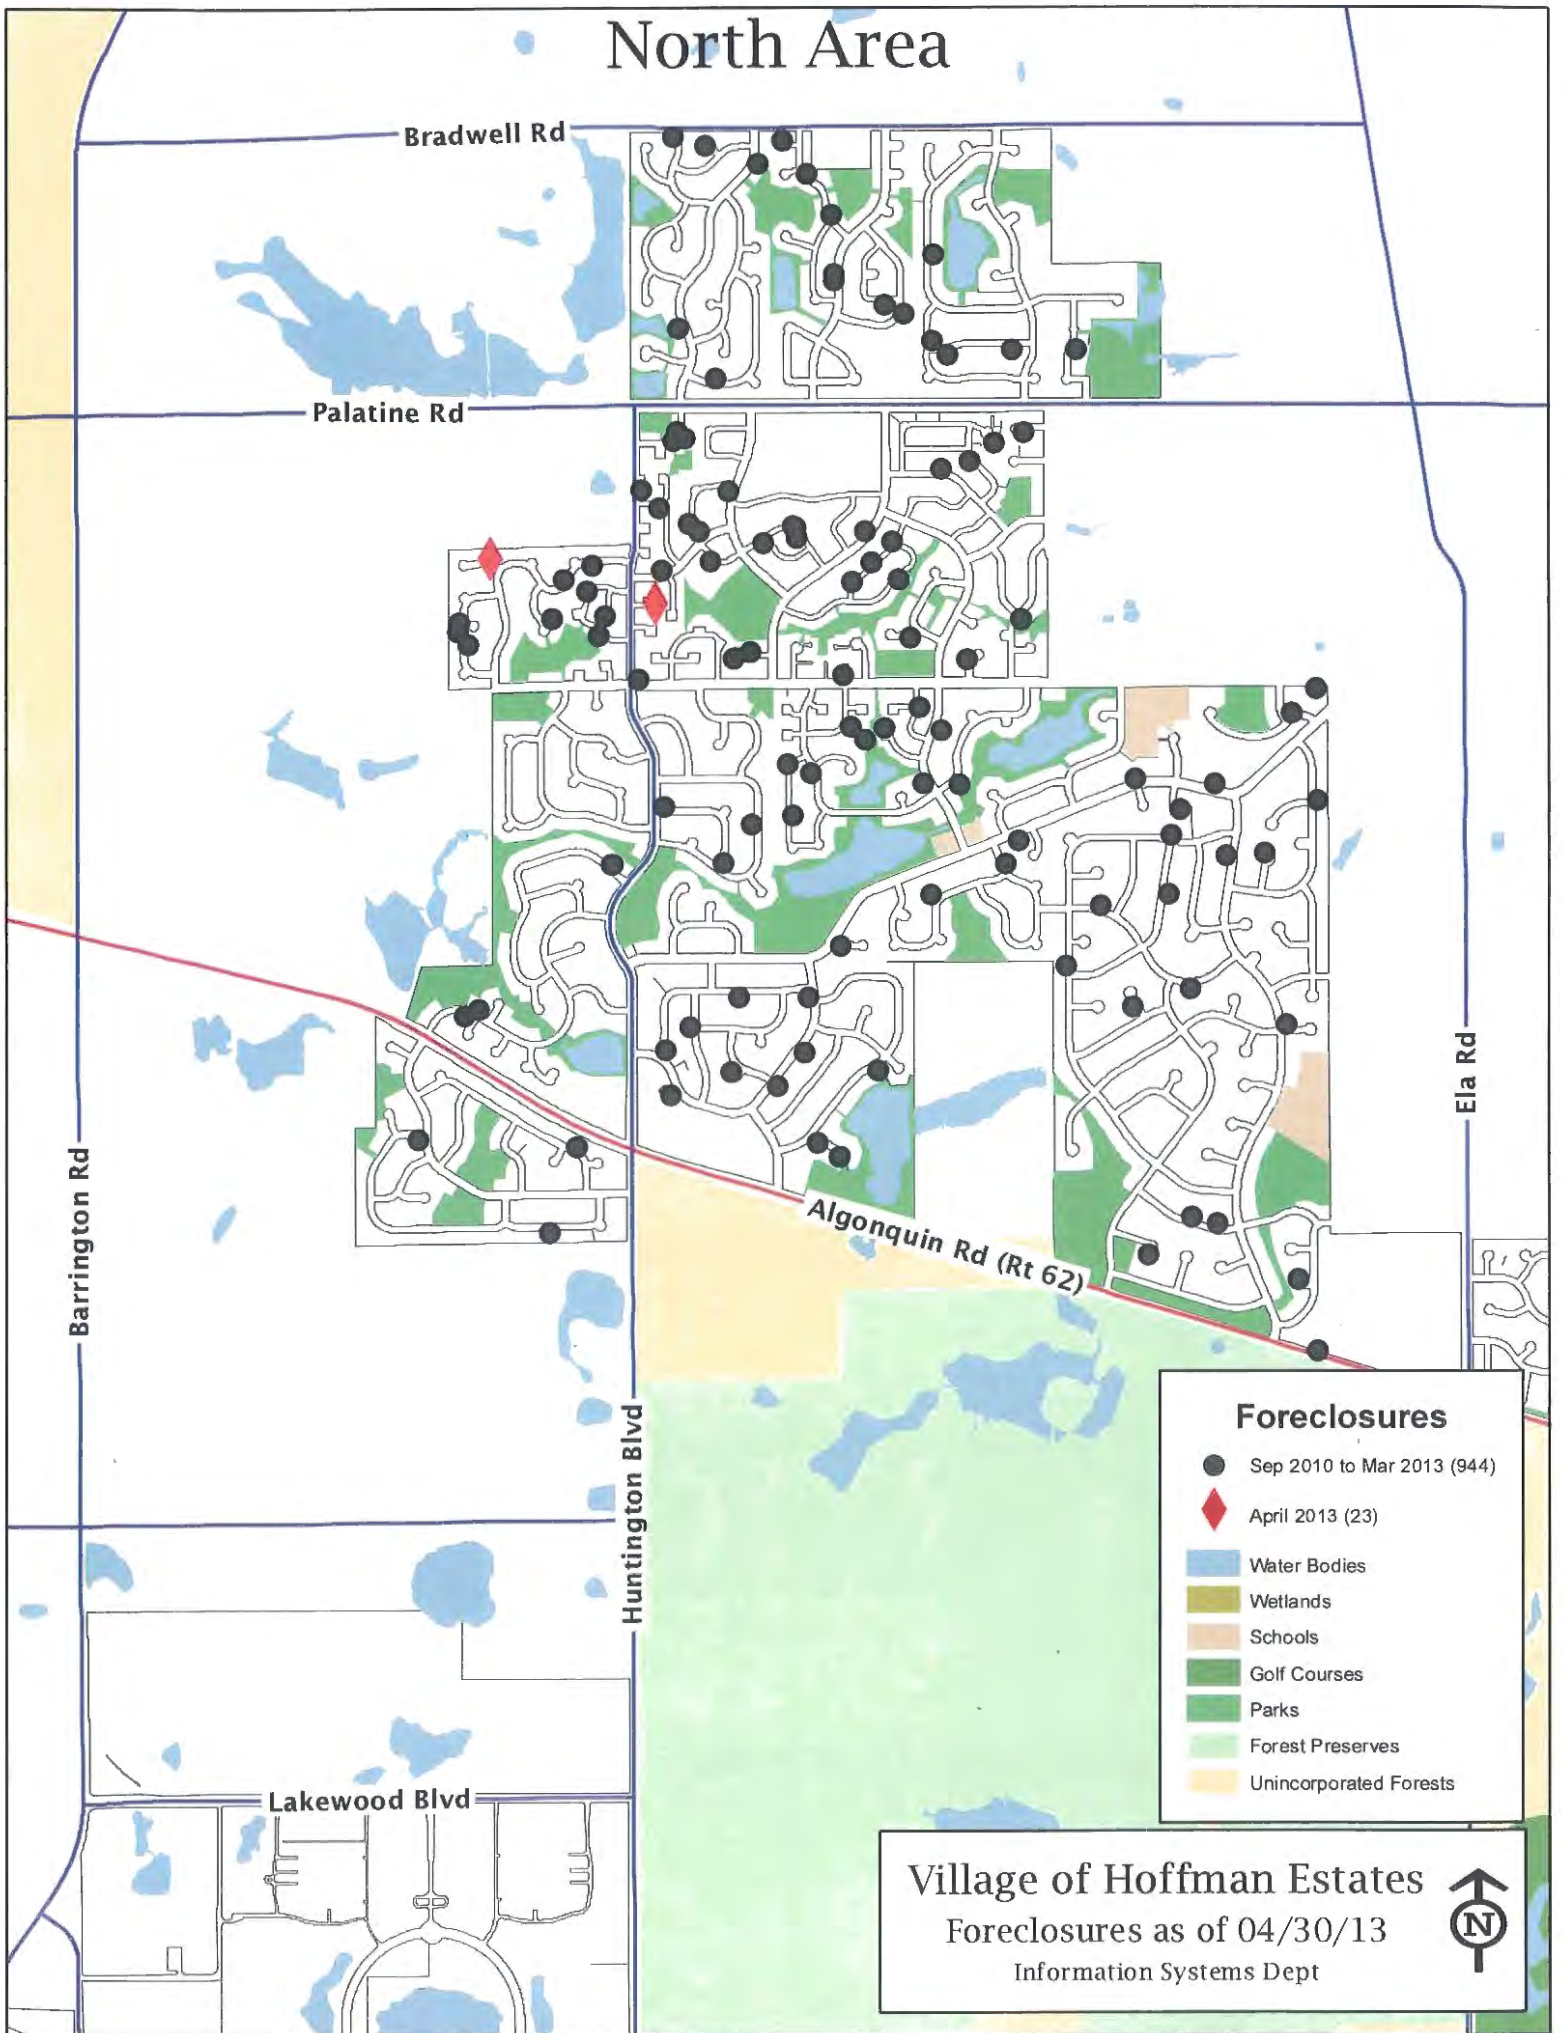 North Area
Bradwell Rd
Palatine Rd
Ela Rd
Barrington Rd
Algonquin Rd (Rt 62)
Huntington Blvd
Lakewood Blvd
Foreclosures
Sep 2010 to Mar 2013 (944)
April 2013 (23)
Water Bodies
Wetlands
Schools
Golf Courses
Parks
Forest Preserves
Unincorporated Forests
Village of Hoffman Estates
Foreclosures as of 04/30/13
Information Systems Dept
N